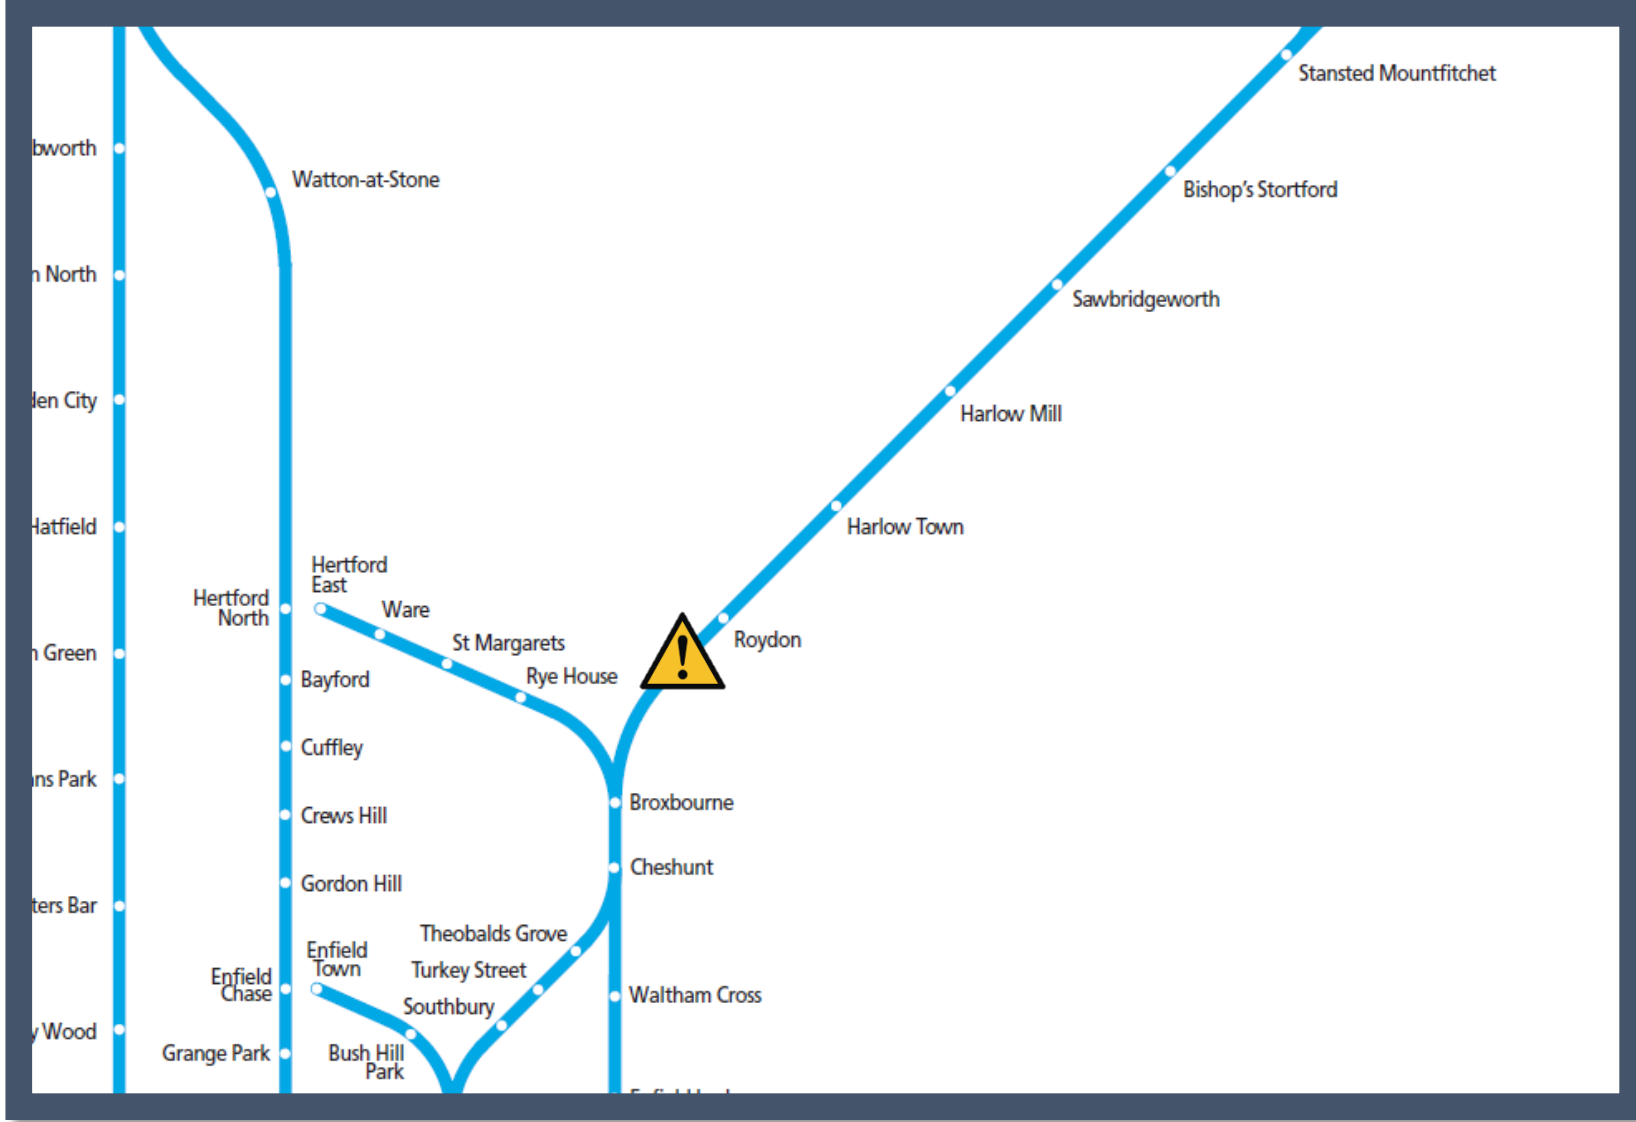 Stansted Mountfitchet
bworth
Watton-at-Stone
Bishop's Stortford
n North
Sawbridgeworth
den City
Harlow Mill
Hatfield
Harlow Town
Hertford
East
Hertford
North
Ware
St Margarets
Roydon
n Green
Rye House
Bayford
Cuffley
ns Park
Broxbourne
Crews Hill
Cheshunt
Gordon Hill
ters Bar
Theobalds Grove
Enfield
Town
Turkey Street
Enfield
Chase
Waltham Cross
Southbury
y Wood
Grange Park
Bush Hill
Park